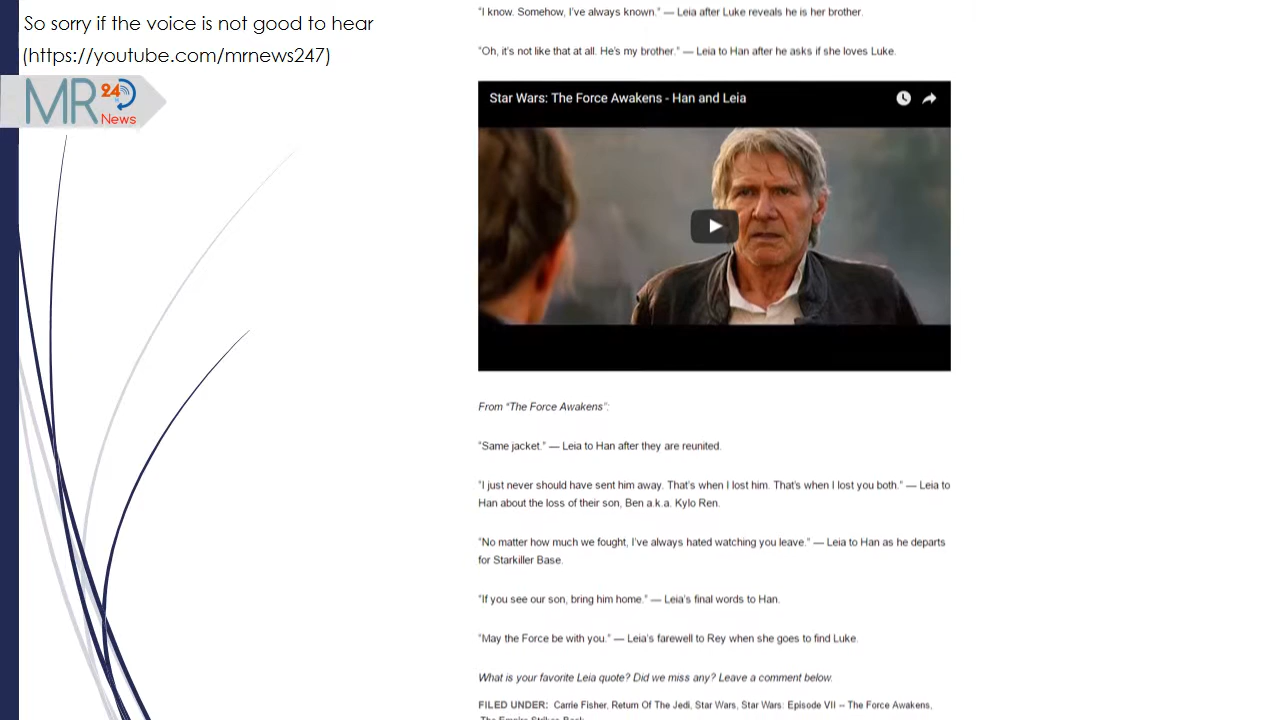 So sorry if the voice is not good to hear
(https://youtube.com/mrnews247)
MR 24
News
"I know. Somehow, I've always known." — Leia after Luke reveals he is her brother.
"Oh, it's not like that at all. He's my brother." — Leia to Han after he asks if she loves Luke.
Star Wars: The Force Awakens - Han and Leia
From "The Force Awakens":
"Same jacket." — Leia to Han after they are reunited.
"I just never should have sent him away. That's when I lost him. That's when I lost you both." — Leia to
Han about the loss of their son, Ben a.k.a. Kylo Ren.
"No matter how much we fought, I've always hated watching you leave." — Leia to Han as he departs
for Starkiller Base.
"If you see our son, bring him home." — Leia's final words to Han.
"May the Force be with you." — Leia's farewell to Rey when she goes to find Luke.
What is your favorite Leia quote? Did we miss any? Leave a comment below.
FILED UNDER: Carrie Fisher, Return Of The Jedi, Star Wars, Star Wars: Episode VII – The Force Awakens,
The Empire Strikes Back